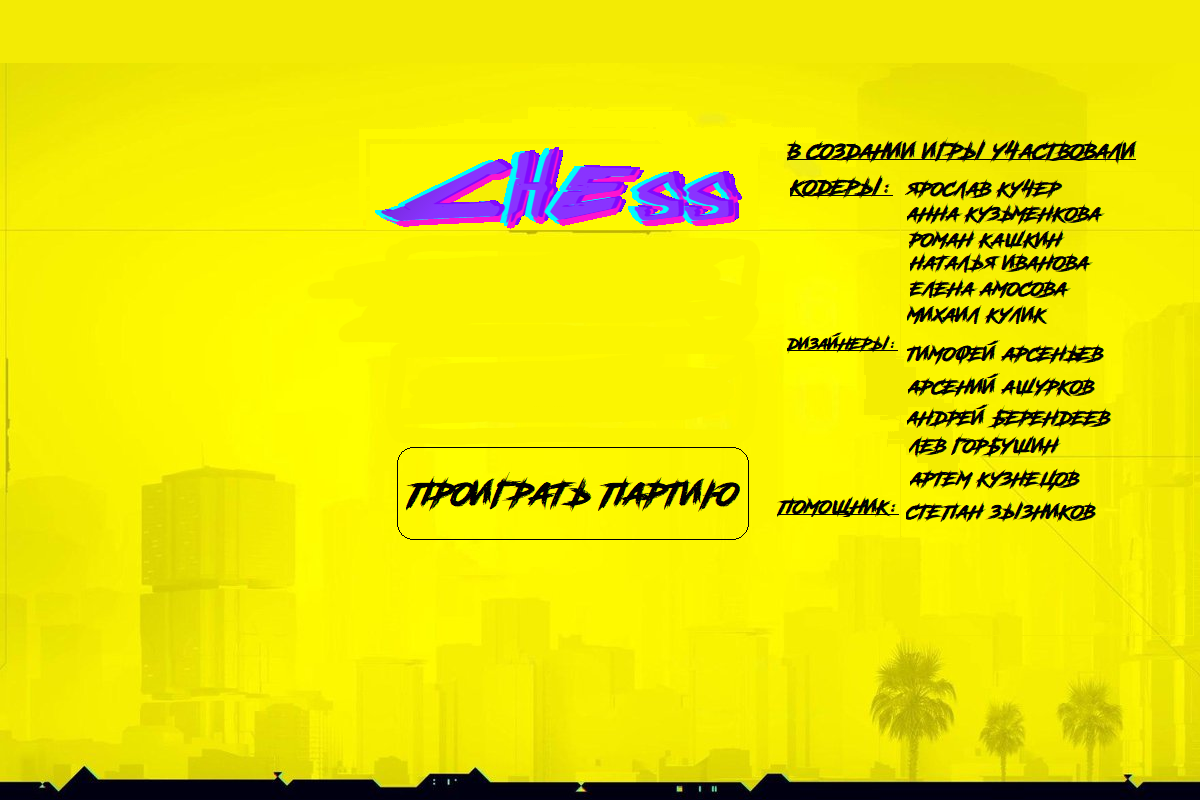 CHESS
ПРОИГРАТЬ ПАРТИЮ
В СОЗДАНИИ ИГРЫ УЧАСТВОВАЛИ
КОДЕРЫ: ЯРОСЛАВ КУЧЕР
АННА КУЗЬМЕНКОВА
РОМАН КАШКИН
НАТАЛЬЯ ИВАНОВА
ЕЛЕНА АМОСОВА
МИХАИЛ КУЛИК
ДИЗАЙНЕРЫ: ТИМОФЕЙ АРСЕНЬЕВ
АРСЕНИЙ АШУРКОВ
АНДРЕЙ БЕРЕНДЕЕВ
ЛЕВ ГОРБУШИН
АРТЕМ КУЗНЕЦОВ
ПОМОЩНИК: СТЕПАН ЗЫЗНИКОВ